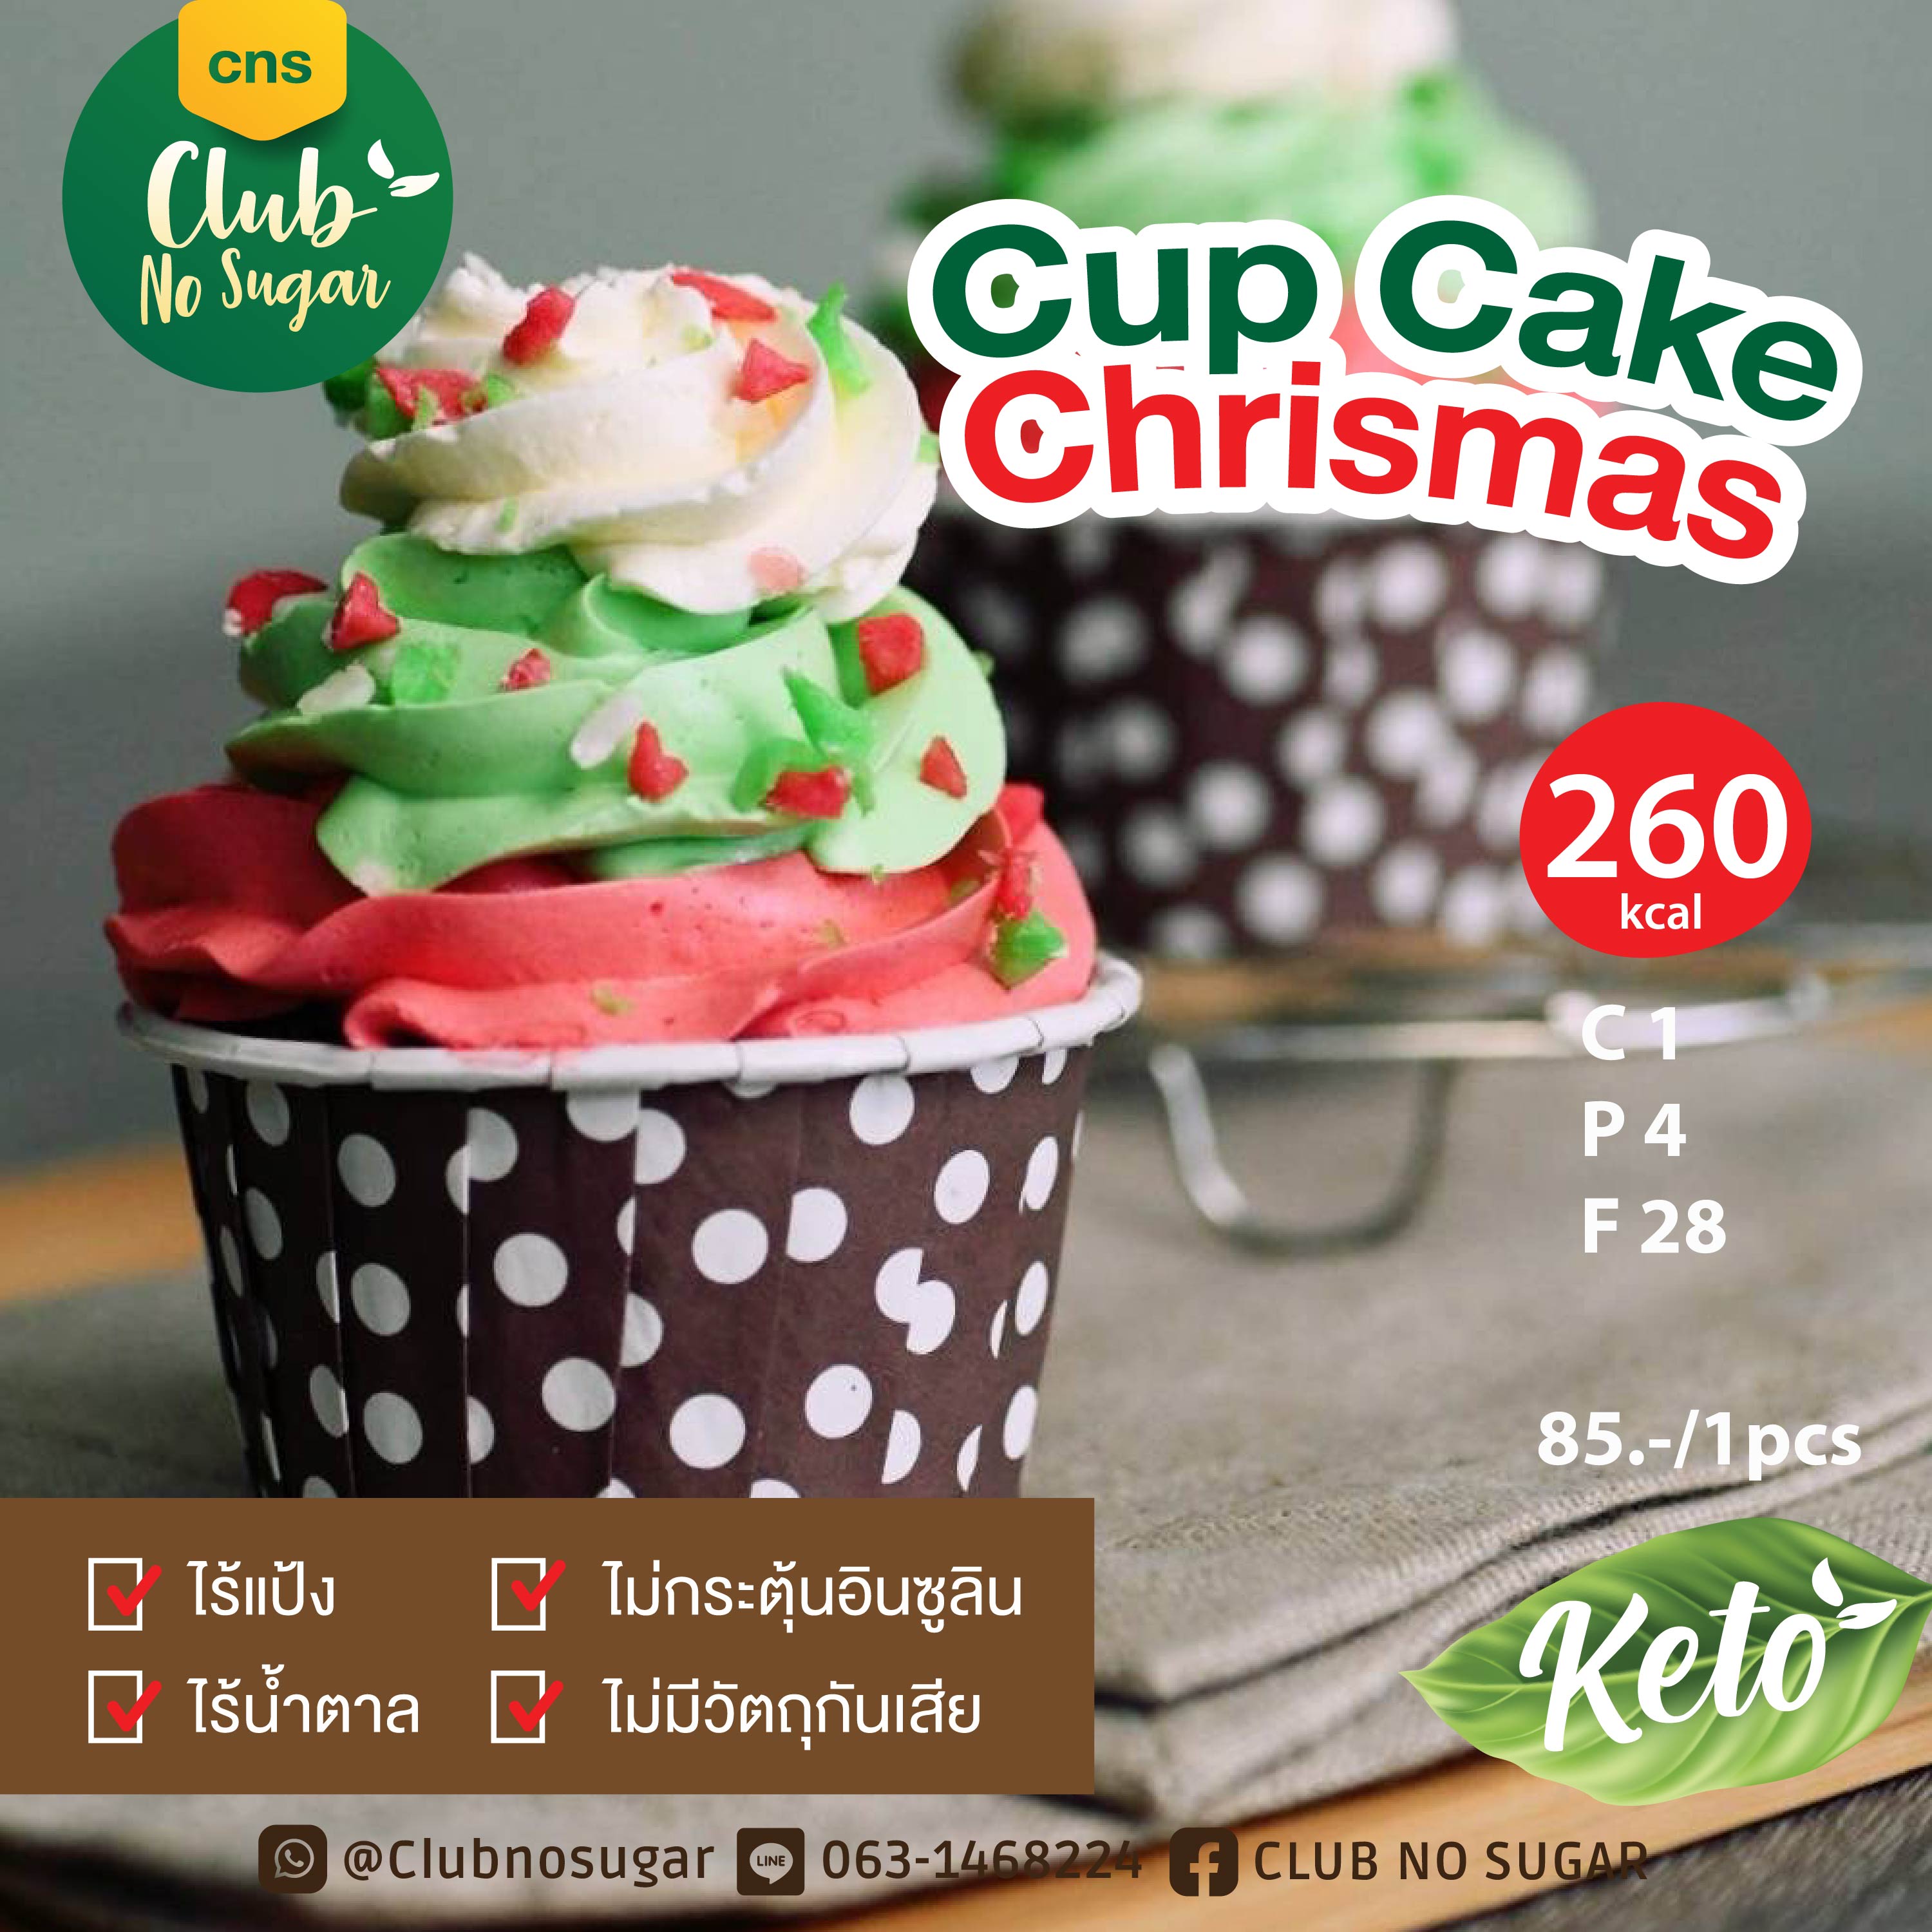 cns
Club
No Sugar
Cup Cake
Chrismas
260
kcal
C 1
P 4
F 28
85.-/1pcs
ไร้แป้ง
ไม่กระตุ้นอินซูลิน
ไร้น้ำตาล
ไม่มีวัตถุกันเสีย
Keto
@Clubnosugar LINE 063-1468224 CLUB NO SUGAR